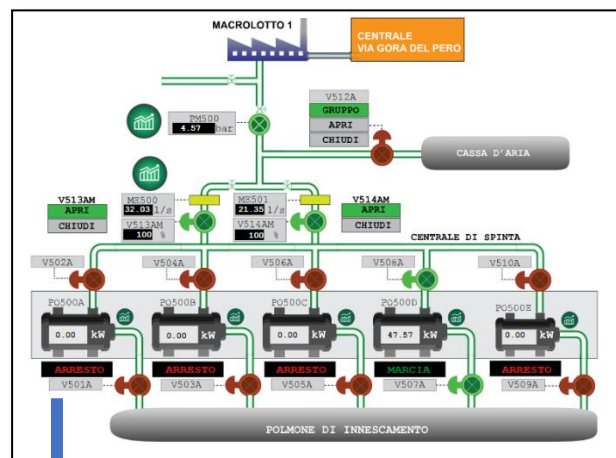 MACROLOTTO 1
CENTRALE
VIA GORA DEL PERO
V512A
GRUPPO
APRI
CHIUDI
PM500
4.57 bar
CASSA D'ARIA
V513AM
APRI
CHIUDI
ME500
32.03 l/s
V513AM
100 %
ME501
21.35 l/s
V514AM
100 %
V514AM
APRI
CHIUDI
CENTRALE DI SPINTA
V502A
V504A
V506A
V508A
V510A
PO500A
PO500B
PO500C
PO500D
PO500E
0.00 kW
0.00 kW
0.00 kW
47.57 kW
0.00 kW
ARRESTO
ARRESTO
ARRESTO
MARCIA
ARRESTO
V501A
V503A
V505A
V507A
V509A
POLMONE DI INNESCAMENTO